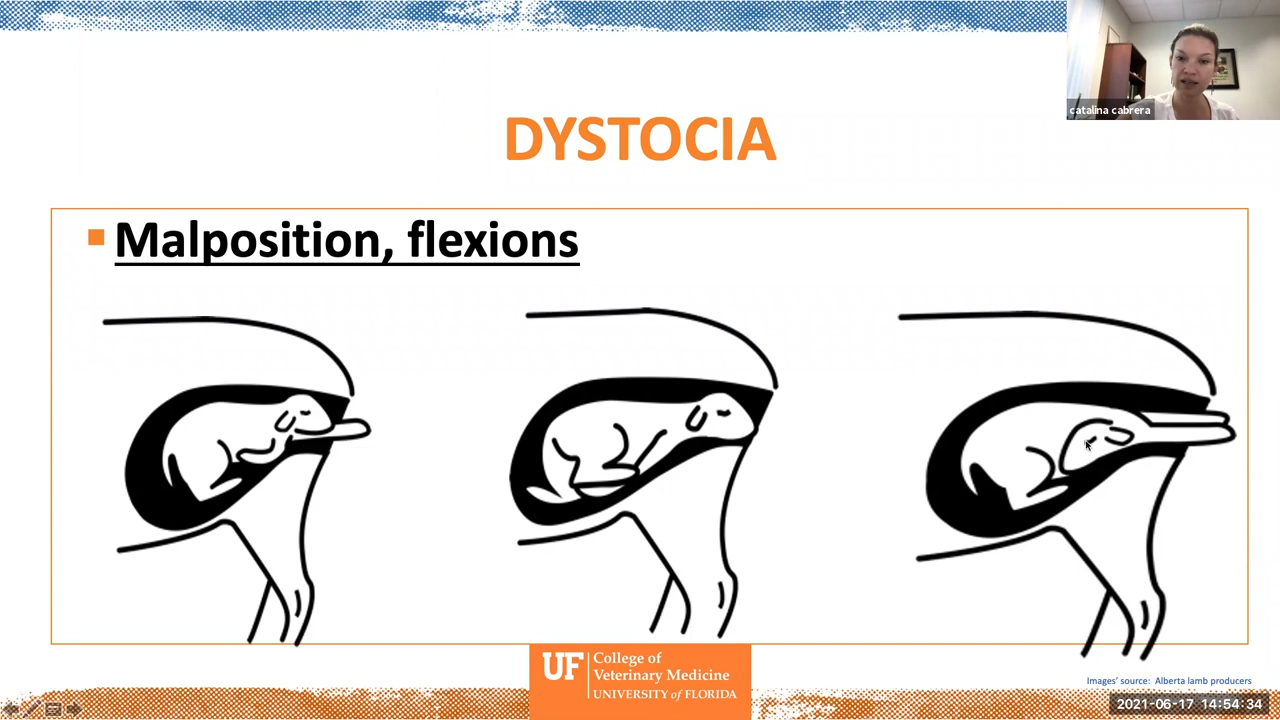 catalina cabrera
DYSTOCIA
Malposition, flexions
UF
College of
Veterinary Medicine
UNIVERSITY of FLORIDA
Images' source: Alberta lamb producers
2021-06-17 14:54:34